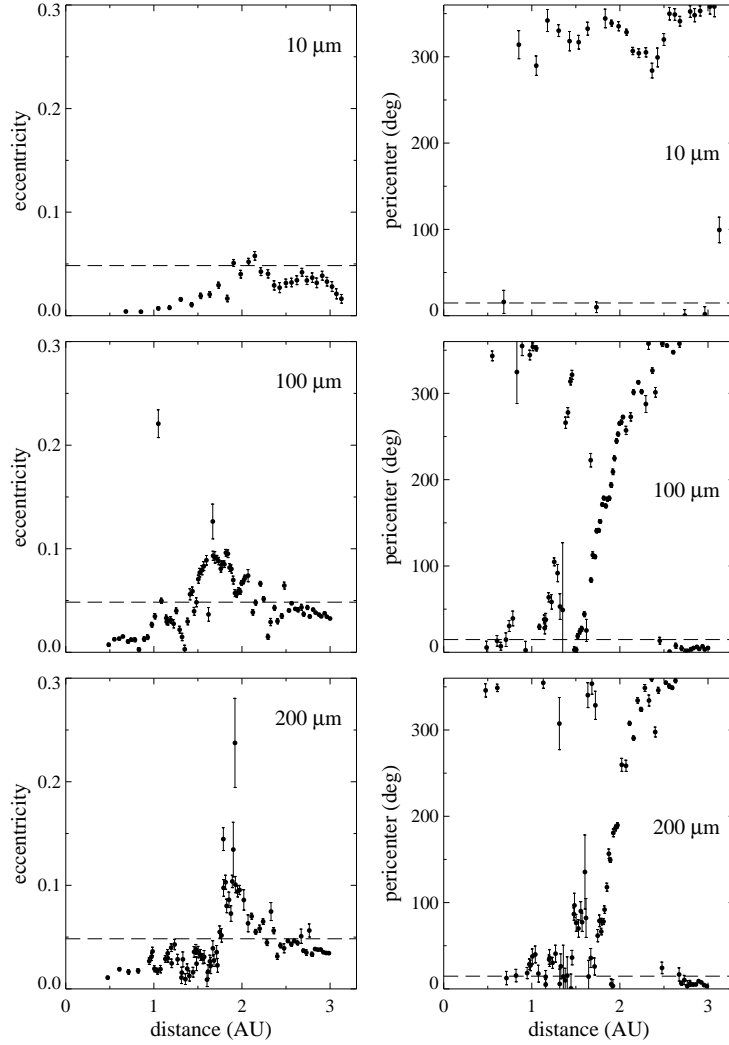 0.3
10 µm
0.2
eccentricity
0.1
0.0
300
200
pericenter (deg)
10 µm
100
0
0.3
100 µm
0.2
eccentricity
0.1
0.0
300
200
pericenter (deg)
100 µm
100
0
0.3
200 µm
0.2
eccentricity
0.1
0.0
0 1 2 3
distance (AU)
300
200
pericenter (deg)
200 µm
100
0
0 1 2 3
distance (AU)